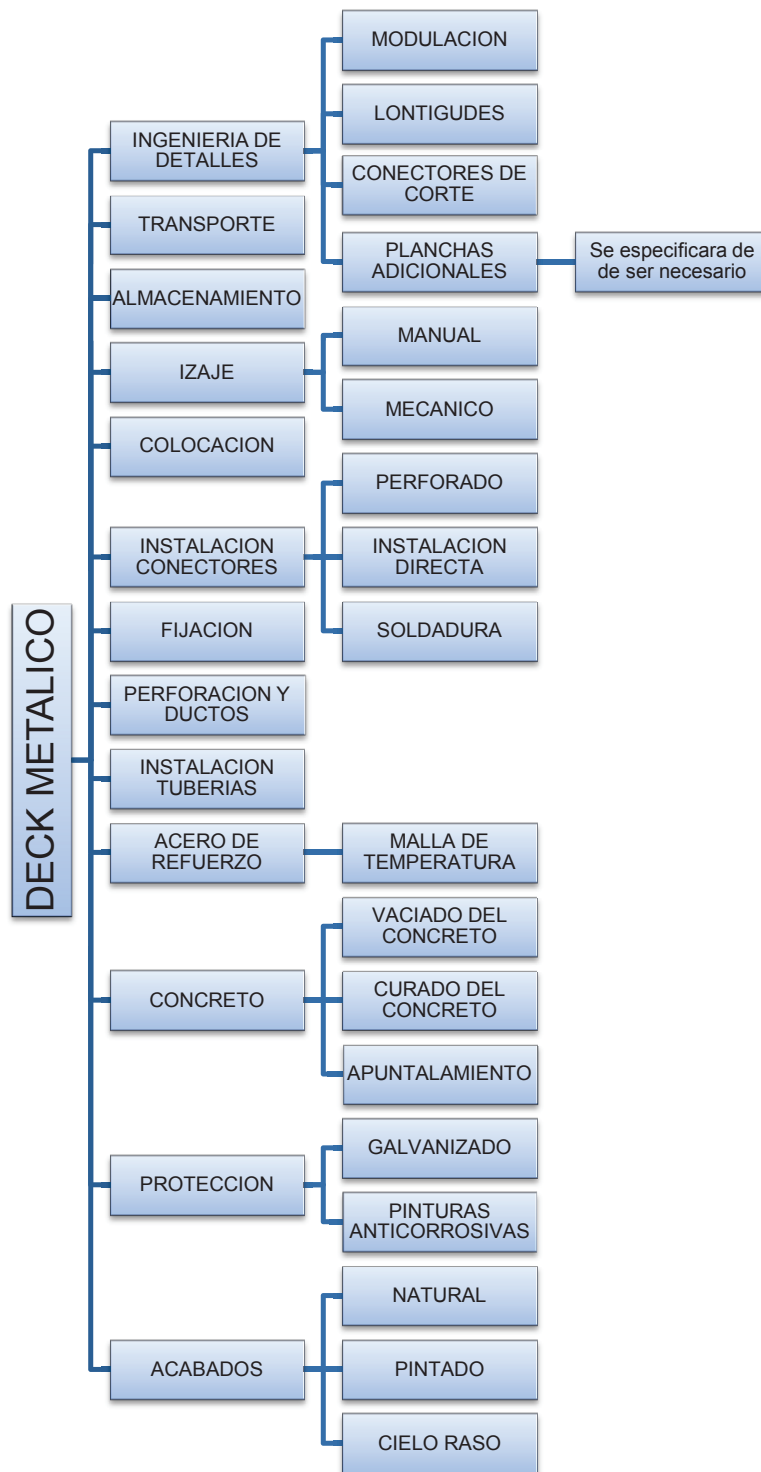 DECK METALICO
INGENIERIA DE
DETALLES
MODULACION
LONTIGUDES
CONECTORES DE
CORTE
PLANCHAS
ADICIONALES
Se especificara de
de ser necesario
TRANSPORTE
ALMACENAMIENTO
IZAJE
MANUAL
MECANICO
COLOCACION
INSTALACION
CONECTORES
PERFORADO
INSTALACION
DIRECTA
SOLDADURA
FIJACION
PERFORACION Y
DUCTOS
INSTALACION
TUBERIAS
ACERO DE
REFUERZO
MALLA DE
TEMPERATURA
CONCRETO
VACIADO DEL
CONCRETO
CURADO DEL
CONCRETO
APUNTALAMIENTO
PROTECCION
GALVANIZADO
PINTURAS
ANTICORROSIVAS
ACABADOS
NATURAL
PINTADO
CIELO RASO